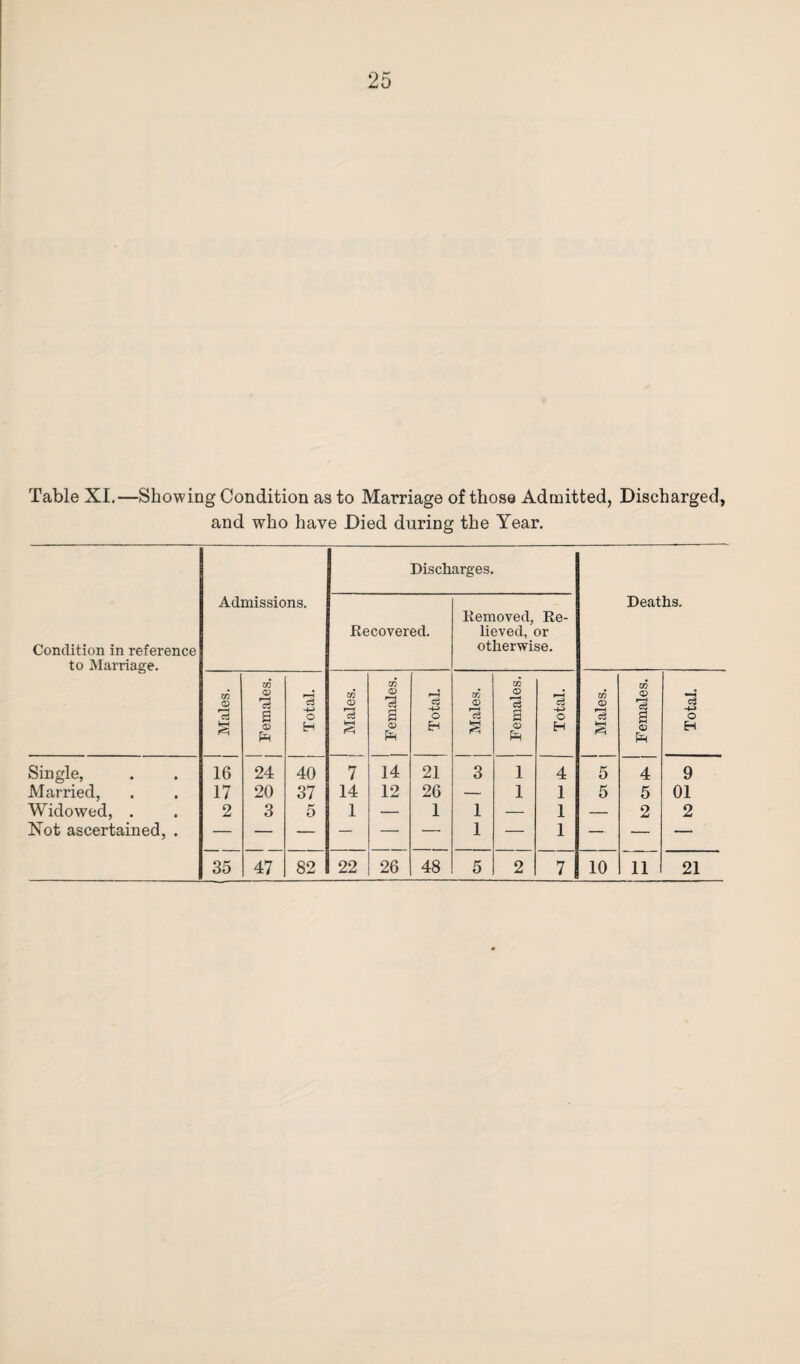 25
Table XI.—Showing Condition as to Marriage of those Admitted, Discharged,
and who have Died during the Year.
Condition in reference to Marriage. | Admissions. | Discharges. | Deaths.
Recovered. | Removed, Relieved, or otherwise.
Males. | Females. | Total. | Males. | Females. | Total. | Males. | Females. | Total. | Males. | Females. | Total.
Single, . . | 16 | 24 | 40 | 7 | 14 | 21 | 3 | 1 | 4 | 5 | 4 | 9
Married, . . | 17 | 20 | 37 | 14 | 12 | 26 | — | 1 | 1 | 5 | 5 | 01
Widowed, . . | 2 | 3 | 5 | 1 | — | 1 | 1 | — | 1 | — | 2 | 2
Not ascertained, . | — | — | — | — | — | — | 1 | — | 1 | — | — | —
35 | 47 | 82 | 22 | 26 | 48 | 5 | 2 | 7 | 10 | 11 | 21